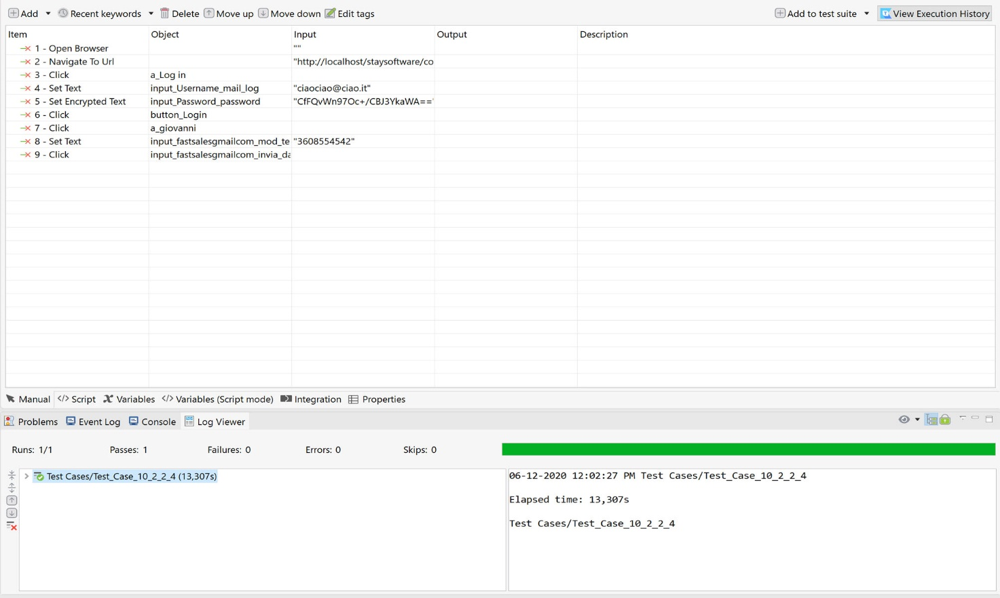 Add Recent keywords Delete Move up Move down Edit tags Add to test suite View Execution History
Item Object Input Output Description
1 - Open Browser ""
2 - Navigate To Url "http://localhost/staysoftware/co
3 - Click a_Log in
4 - Set Text input_Username_mail_log "ciaociao@ciao.it"
5 - Set Encrypted Text input_Password_password "CfFQvWn97Oc+/CBJ3YkaWA=="
6 - Click button_Login
7 - Click a_giovanni
8 - Set Text input_fastsalesgmailcom_mod_te "3608554542"
9 - Click input_fastsalesgmailcom_invia_da
Manual Script Variables Variables (Script mode) Integration Properties
Problems Event Log Console Log Viewer
Runs: 1/1 Passes: 1 Failures: 0 Errors: 0 Skips: 0
Test Cases/Test_Case_10_2_2_4 (13,307s)
06-12-2020 12:02:27 PM Test Cases/Test_Case_10_2_2_4
Elapsed time: 13,307s
Test Cases/Test_Case_10_2_2_4